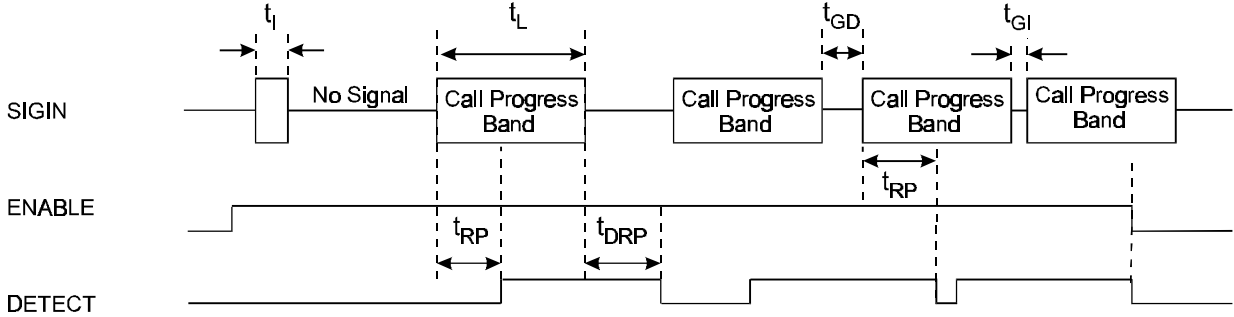 tI
tL
tGD
tGI
SIGIN
No Signal
Call Progress
Band
Call Progress
Band
Call Progress
Band
Call Progress
Band
tRP
ENABLE
tRP
tDRP
DETECT